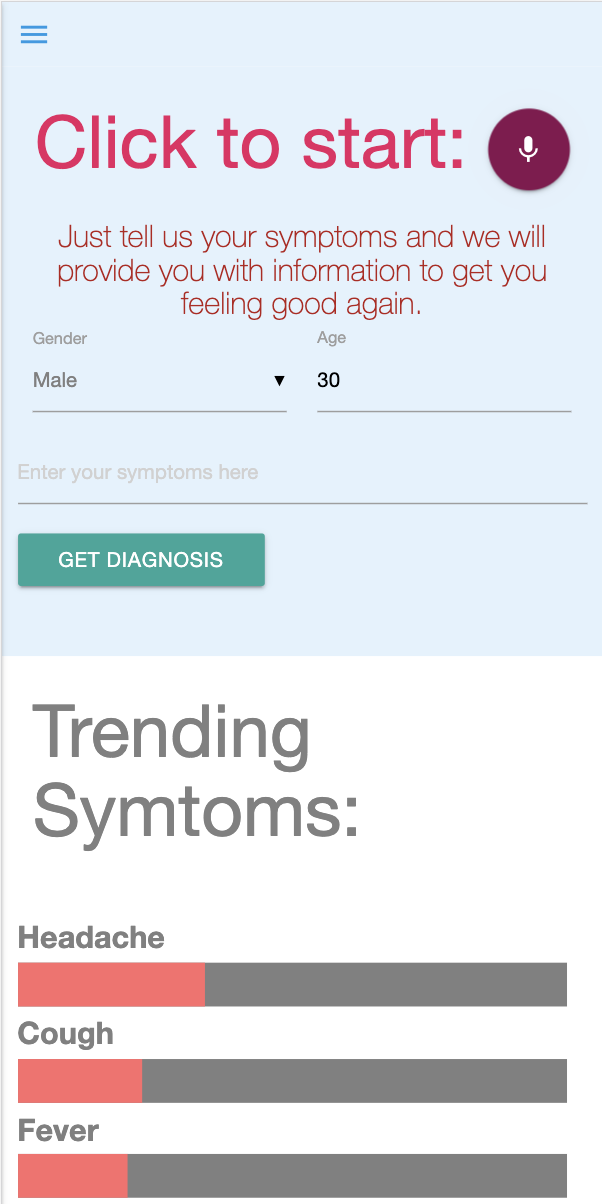 Click to start:
Just tell us your symptoms and we will
provide you with information to get you
feeling good again.
Gender
Age
Male
30
Enter your symptoms here
GET DIAGNOSIS
Trending
Symtoms:
Headache
Cough
Fever